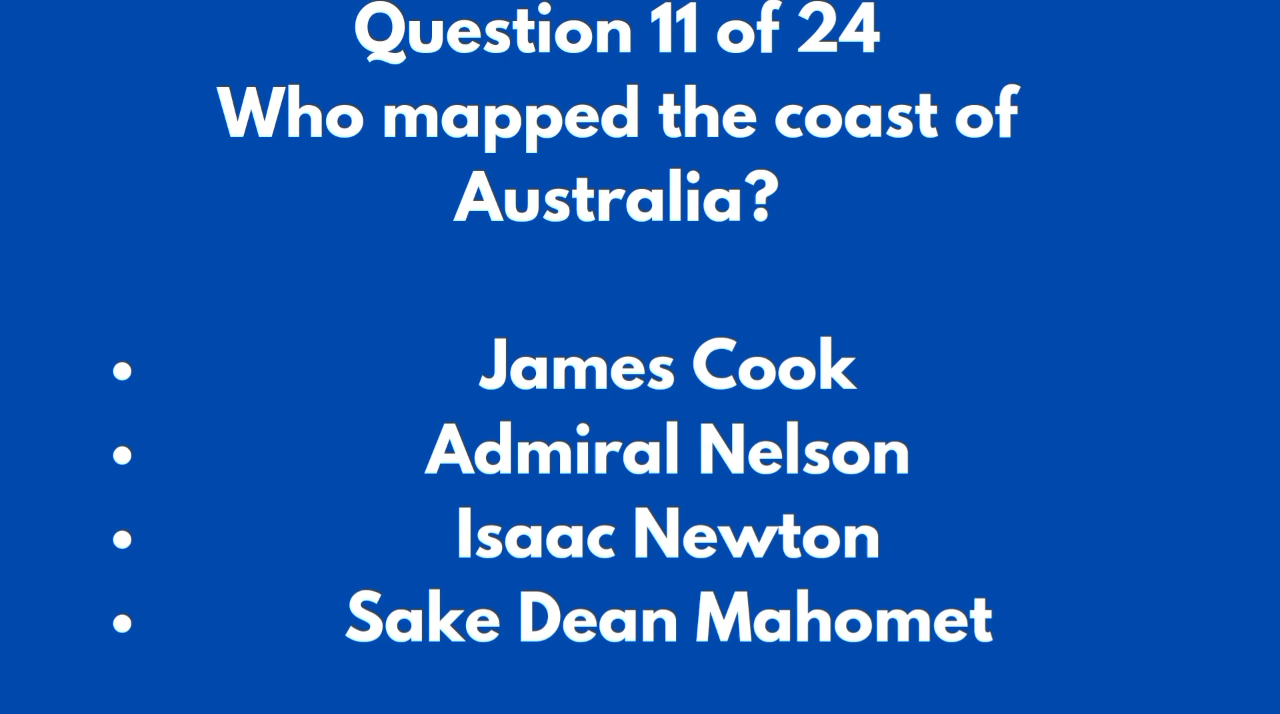 Question 11 of 24
Who mapped the coast of
Australia?
• James Cook
• Admiral Nelson
• Isaac Newton
• Sake Dean Mahomet